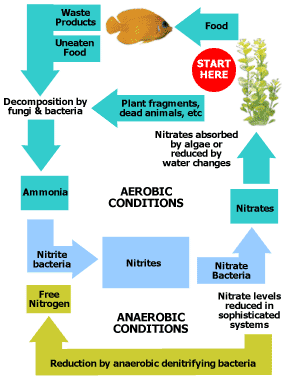 Waste
Products
Uneaten
Food
Food
START
HERE
Decomposition by
fungi & bacteria
Plant fragments,
dead animals, etc
Nitrates absorbed
by algae or
reduced by
water changes
Ammonia
AEROBIC
CONDITIONS
Nitrates
Nitrite
bacteria
Nitrites
Nitrate
Bacteria
Free
Nitrogen
ANAEROBIC
CONDITIONS
Nitrate levels
reduced in
sophisticated
systems
Reduction by anaerobic denitrifying bacteria